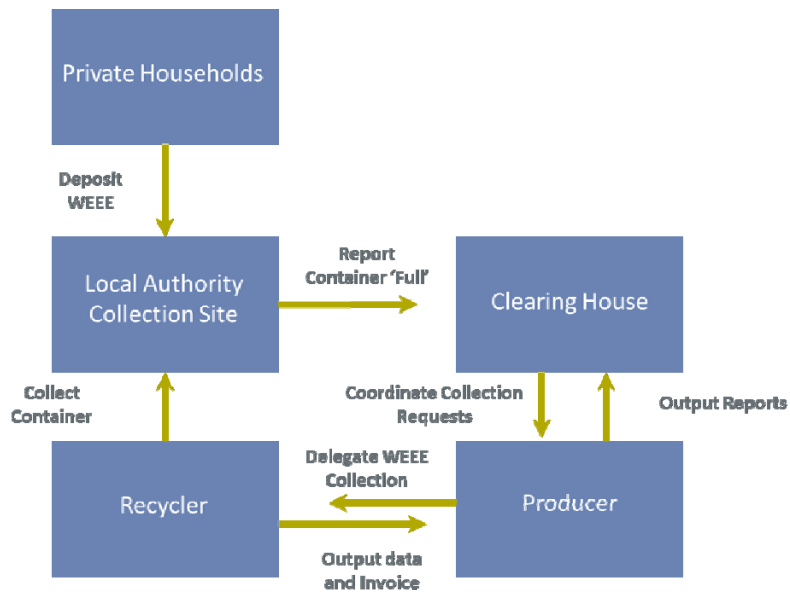 Private Households
Deposit
WEEE
Local Authority
Collection Site
Report
Container ‘Full’
Clearing House
Collect
Container
Coordinate Collection
Requests
Output Reports
Delegate WEEE
Collection
Recycler
Producer
Output data
and Invoice